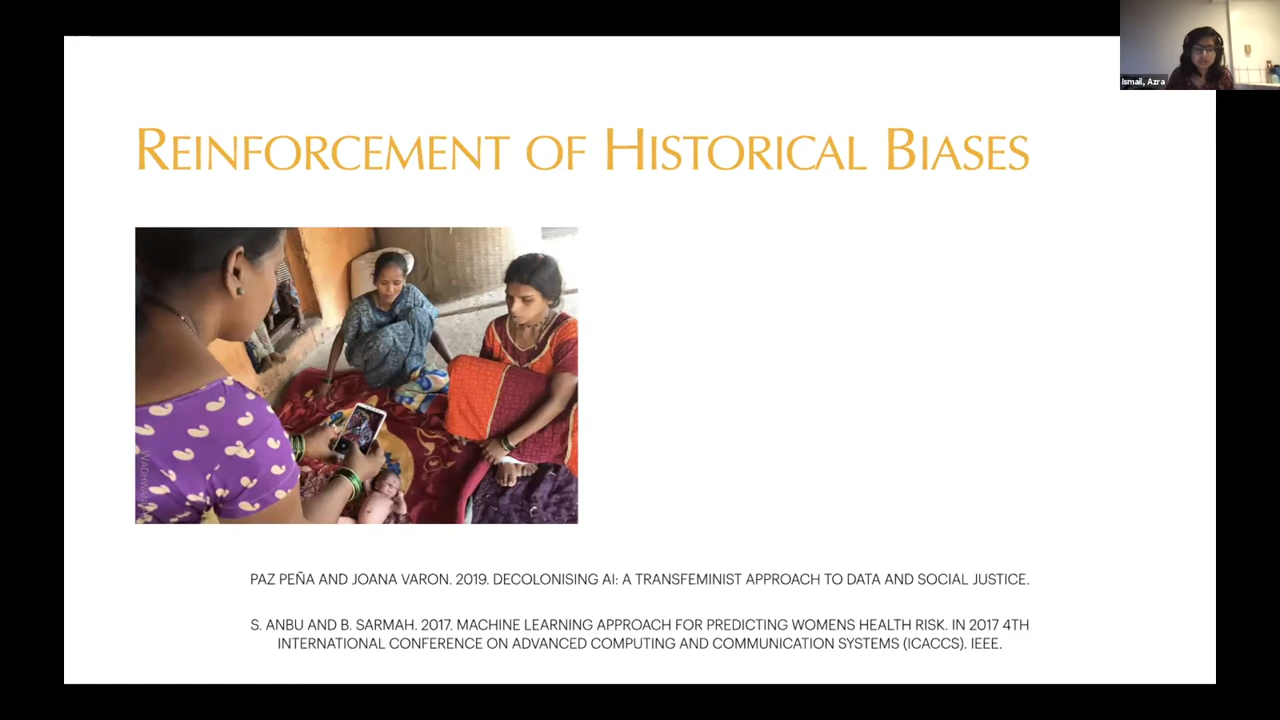 Ismail, Azra
REINFORCEMENT OF HISTORICAL BIASES
WADHWANI
PAZ PEÑA AND JOANA VARON. 2019. DECOLONISING AI: A TRANSFEMINIST APPROACH TO DATA AND SOCIAL JUSTICE.
S. ANBU AND B. SARMAH. 2017. MACHINE LEARNING APPROACH FOR PREDICTING WOMENS HEALTH RISK. IN 2017 4TH
INTERNATIONAL CONFERENCE ON ADVANCED COMPUTING AND COMMUNICATION SYSTEMS (ICACCS). IEEE.